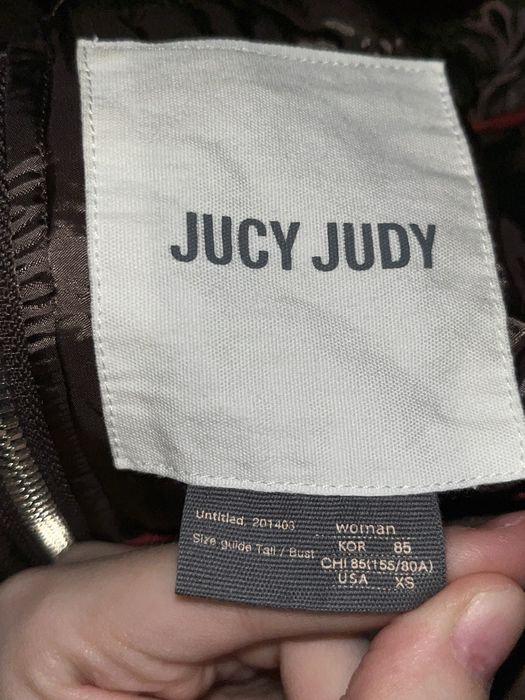 JUCY JUDY
Untitled 201403
Size guide Tall / Bust
woman
KOR 85
CHI 85(155/80A)
USA XS